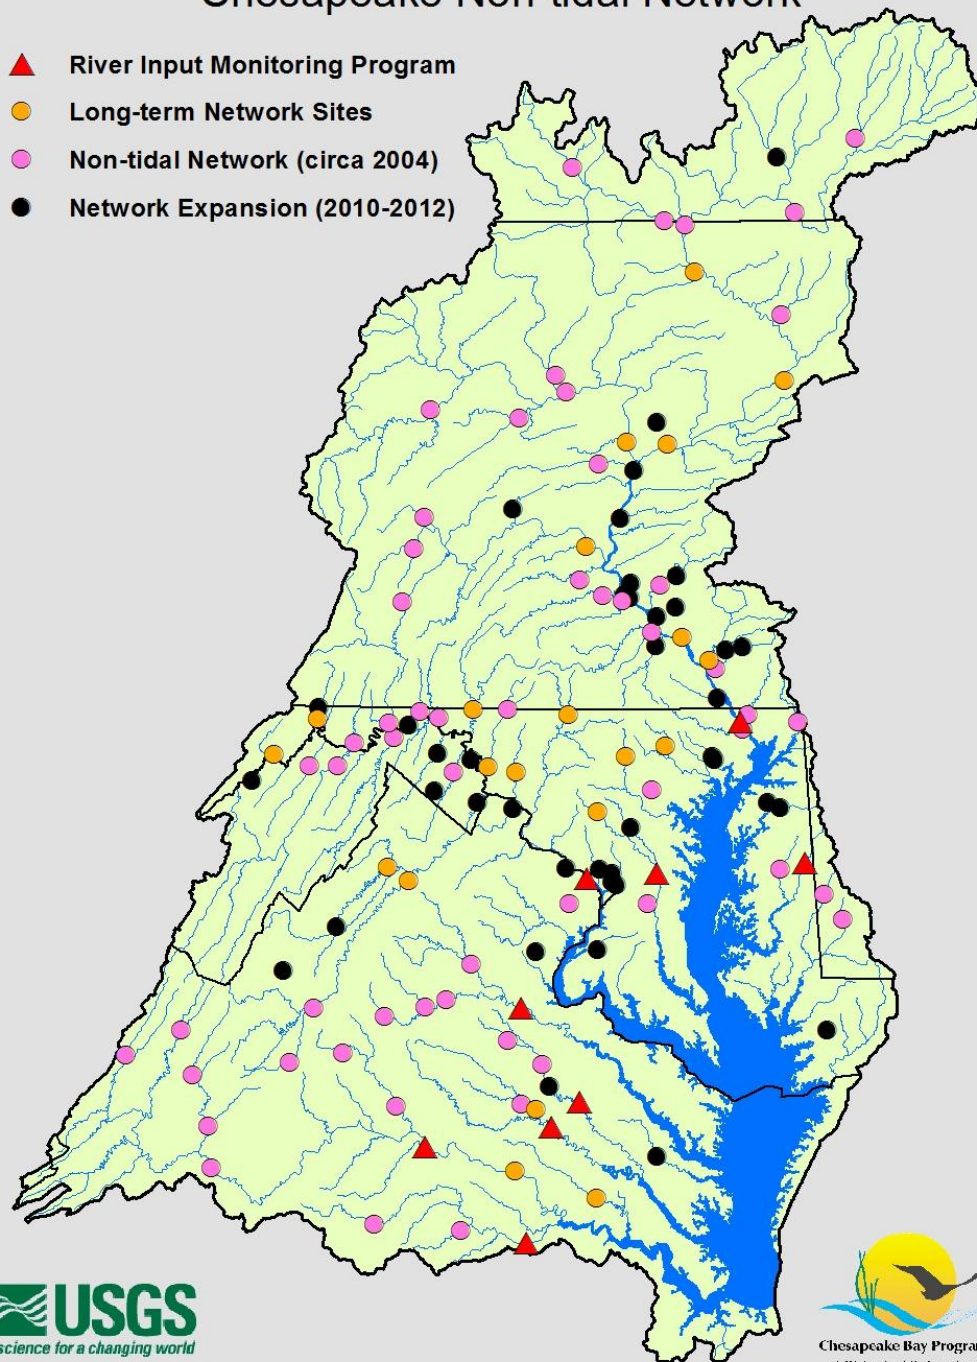 Chesapeake Non-tidal Network
River Input Monitoring Program
Long-term Network Sites
Non-tidal Network (circa 2004)
Network Expansion (2010-2012)
USGS
science for a changing world
Chesapeake Bay Program